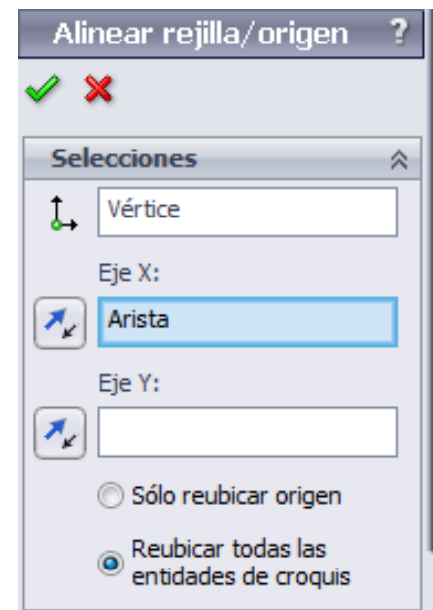 Alinear rejilla/origen ?
Selecciones
Vértice
Eje X:
Arista
Eje Y:
Sólo reubicar origen
Reubicar todas las
entidades de croquis